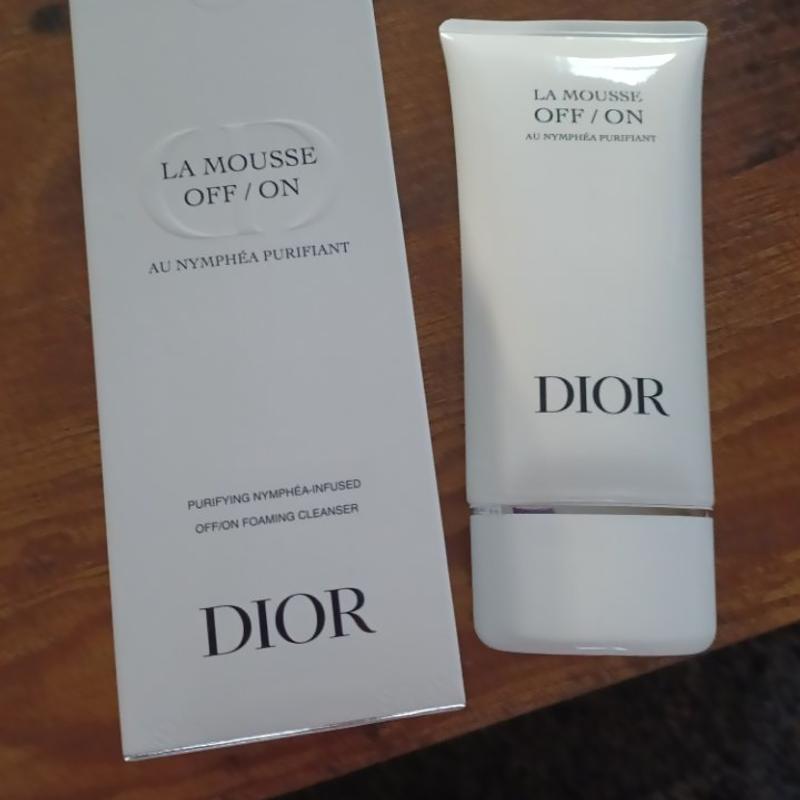 LA MOUSSE
OFF / ON
AU NYMPHÉA PURIFIANT
PURIFYING NYMPHÉA-INFUSED
OFF/ON FOAMING CLEANSER
DIOR
LA MOUSSE
OFF / ON
AU NYMPHÉA PURIFIANT
DIOR